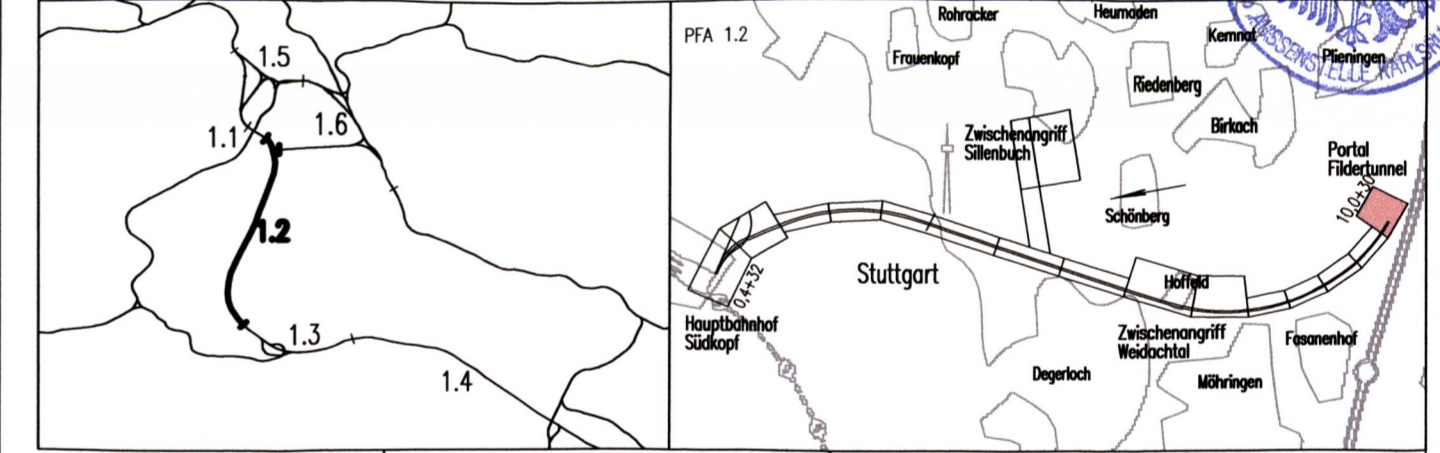 1.5
1.1
1.6
1.2
1.3
1.4
PFA 1.2
Rohracker
Heumaden
Frauenkopf
Kemnat
Plieningen
AUSSENSTELLE KARLSRU
Riedenberg
Birkach
Zwischenangriff
Sillenbuch
Portal
Fildertunnel
10,0+30
Schönberg
Stuttgart
Hoffeld
0,4+32
Hauptbahnhof
Südkopf
Zwischenangriff
Weidachtal
Fasanenhof
Degerloch
Möhringen